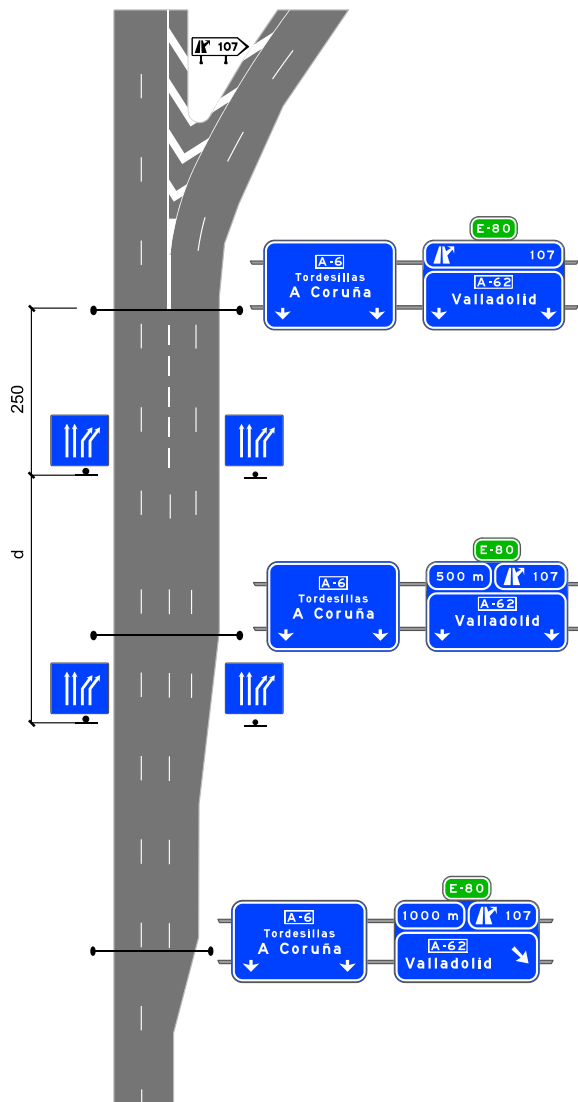 107
E-80
A-6
Tordesillas
A Coruña
107
A-62
Valladolid
250
d
E-80
A-6
Tordesillas
A Coruña
500 m 107
A-62
Valladolid
E-80
A-6
Tordesillas
A Coruña
1000 m 107
A-62
Valladolid